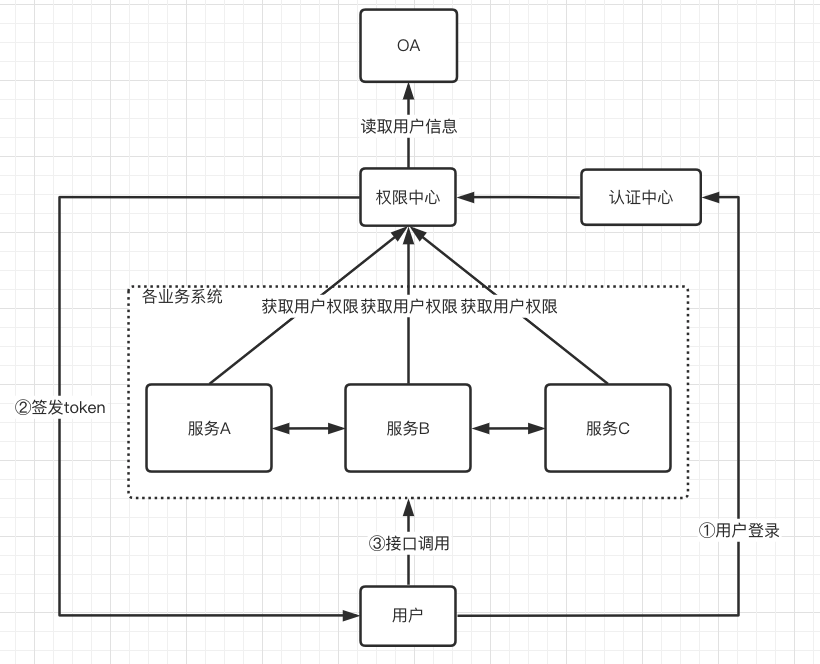 OA
读取用户信息
权限中心
认证中心
各业务系统
获取用户权限
获取用户权限
获取用户权限
服务A
服务B
服务C
②签发token
①用户登录
③接口调用
用户